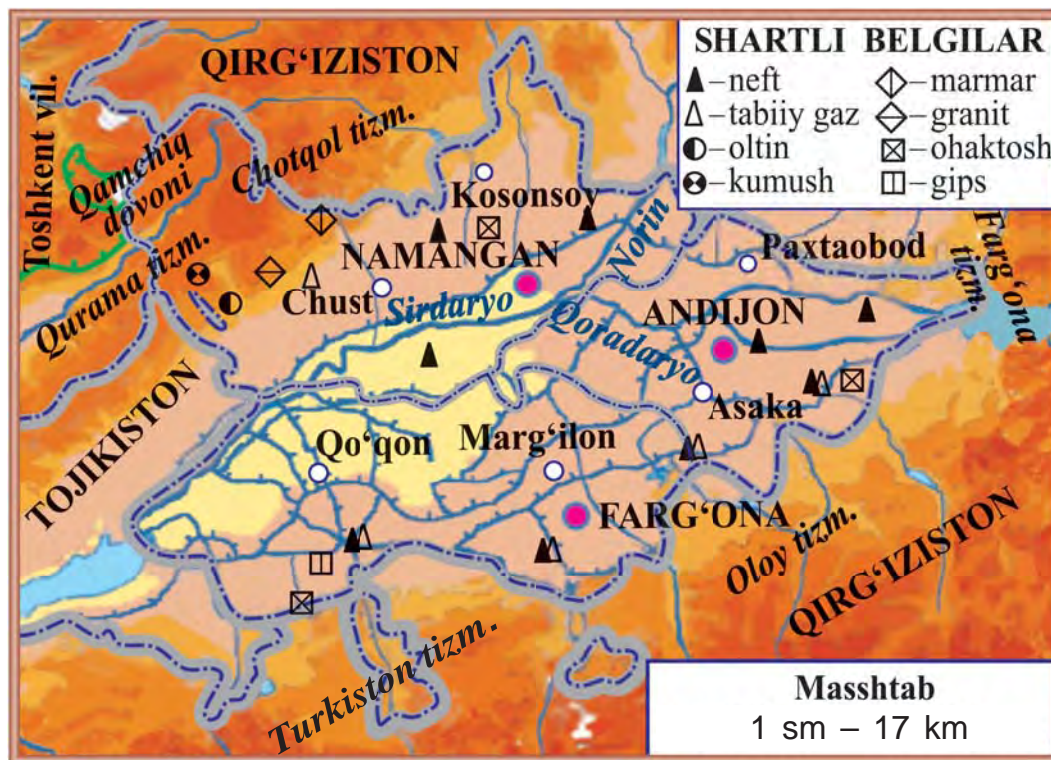 QIRG‘IZISTON
SHARTLI BELGILAR
– neft
– tabiiy gaz
– oltin
– kumush
– marmar
– granit
– ohaktosh
– gips
Toshkent vil.
Qamchiq
dovoni
Chotqol tizm.
Qurama tizm.
Kosonsoy
NAMANGAN
Chust
Sirdaryo
Norin
Qoradaryo
Paxtaobod
Farg‘ona
tizm.
ANDIJON
Asaka
TOJIKISTON
Qo‘qon
Marg‘ilon
FARG‘ONA
Oloy tizm.
QIRG‘IZISTON
Turkiston tizm.
Masshtab
1 sm – 17 km